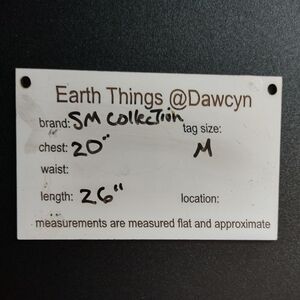 Earth Things @Dawcyn
brand: SM Collection tag size:
chest: 20" M
waist:
length: 26" location:
measurements are measured flat and approximate